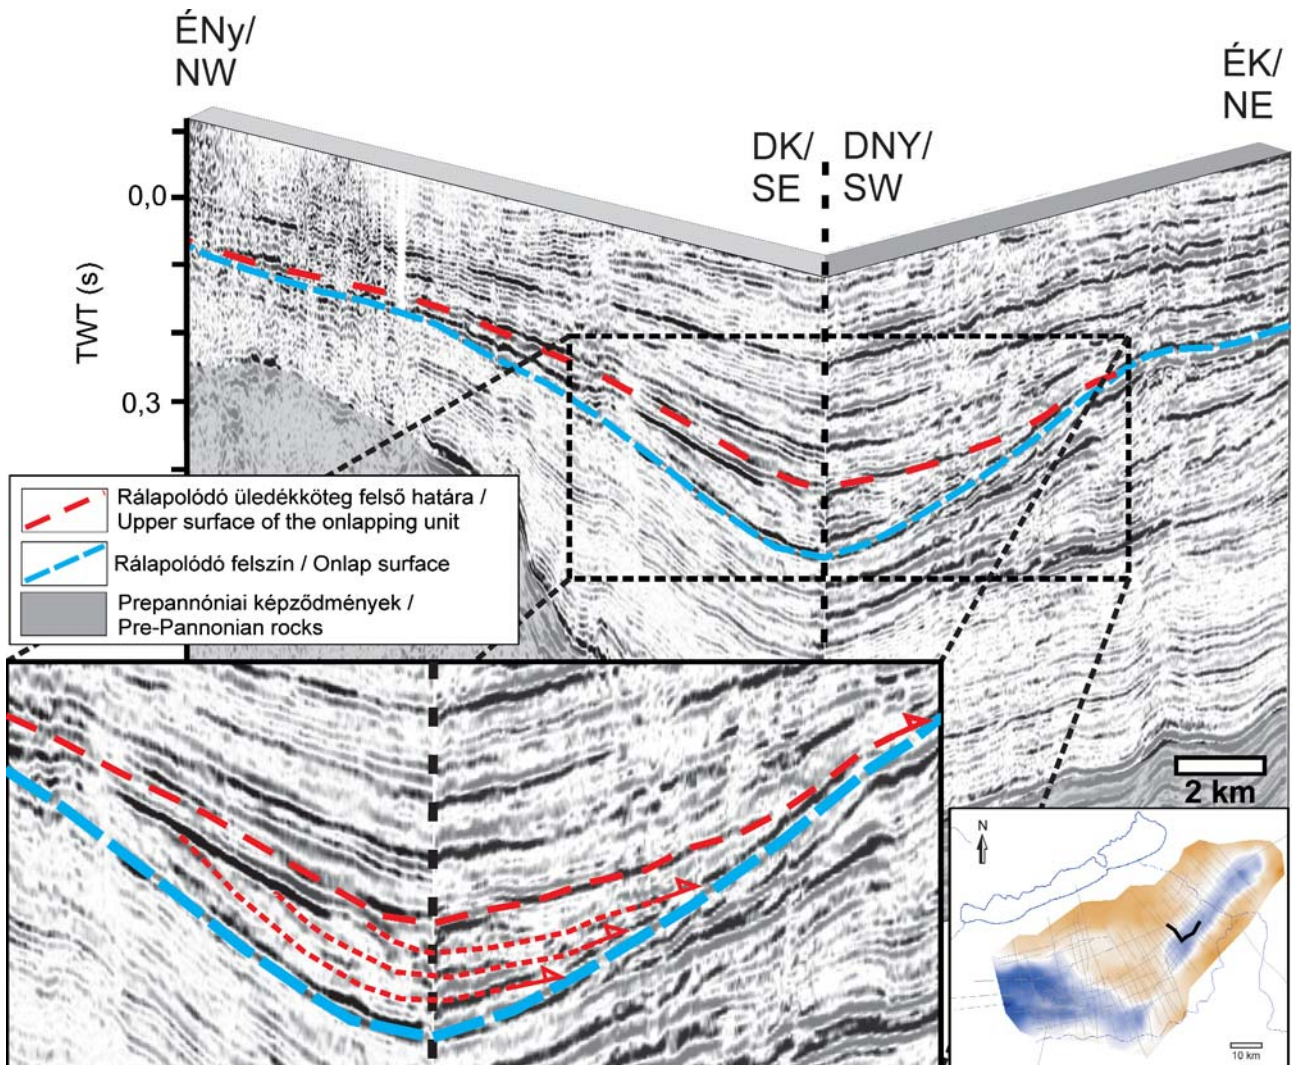 ÉNy/
NW
ÉK/
NE
DK/
SE
DNY/
SW
0,0
TWT (s)
0,3
Rálapolódó üledékköteg felső határa /
Upper surface of the onlapping unit
Rálapolódó felszín / Onlap surface
Prepannóniai képződmények /
Pre-Pannonian rocks
2 km
N
10 km